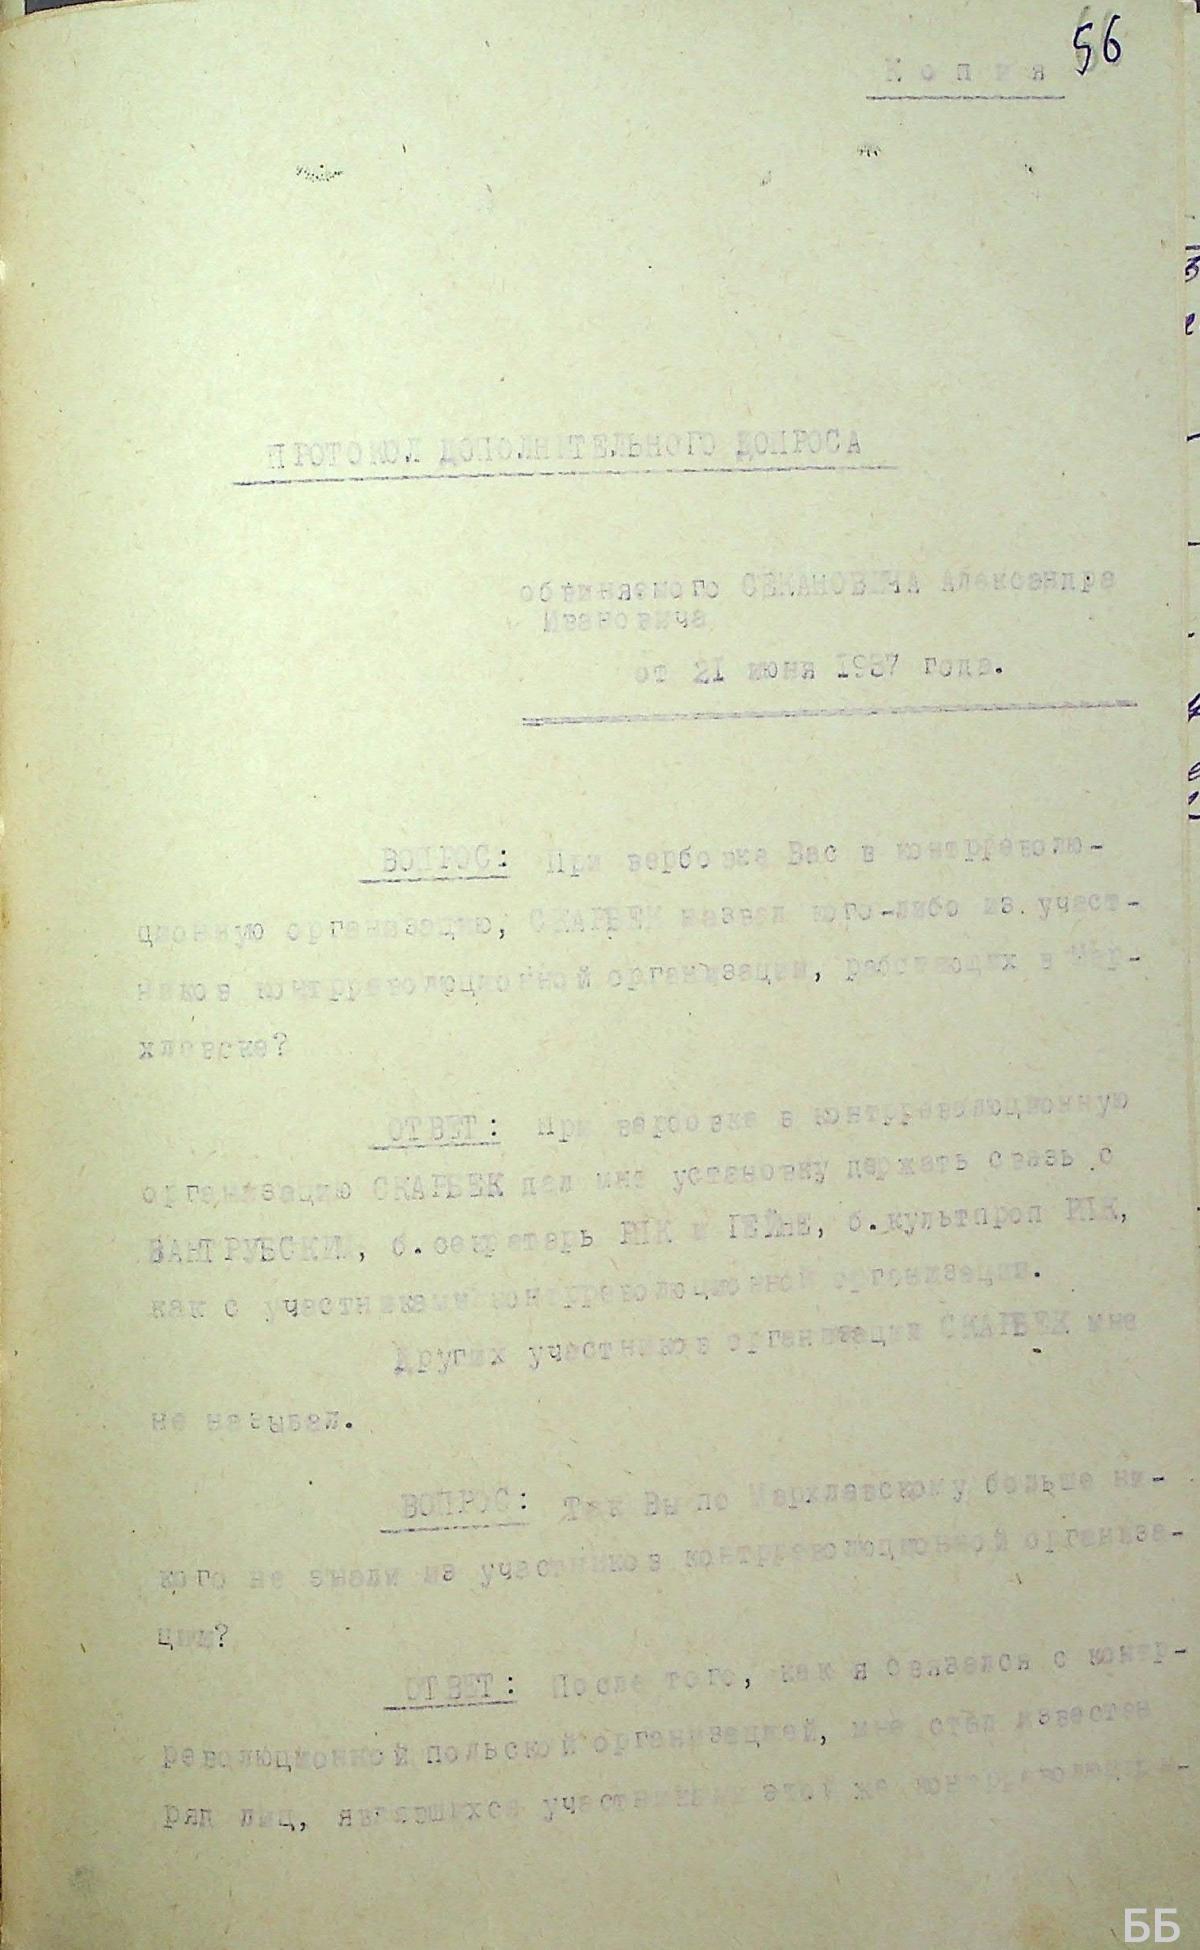 56
Копия
ПРОТОКОЛ ДОПОЛНИТЕЛЬНОГО ДОПРОСА
обвиняемого СЕМАНОВИЧА Александра
Ивановича
от 21 июня 1937 года.
ВОПРОС: При вербовке Вас в контрреволю-
ционную организацию, СКАРБЕК назвал кого-либо из участ-
ников контрреволюционной организации, работающих в Мар-
хлевске?
ОТВЕТ: При вербовке в контрреволюционную
организацию СКАРБЕК дал мне установку держать связь с
ВАНГРУБСКИМ, б.секретарь РИК и ГЕЙНЕ, б.культпроп РПК,
как с участниками контрреволюционной организации.
Других участников организации СКАРБЕК мне
не называл.
ВОПРОС: Так Вы по Мархлевскому больше ни-
кого не знали из участников контрреволюционной организа-
ции?
ОТВЕТ: После того, как я связался с контр-
революционной польской организацией, мне стал известен
ряд лиц, являвшихся участниками этой же
ББ